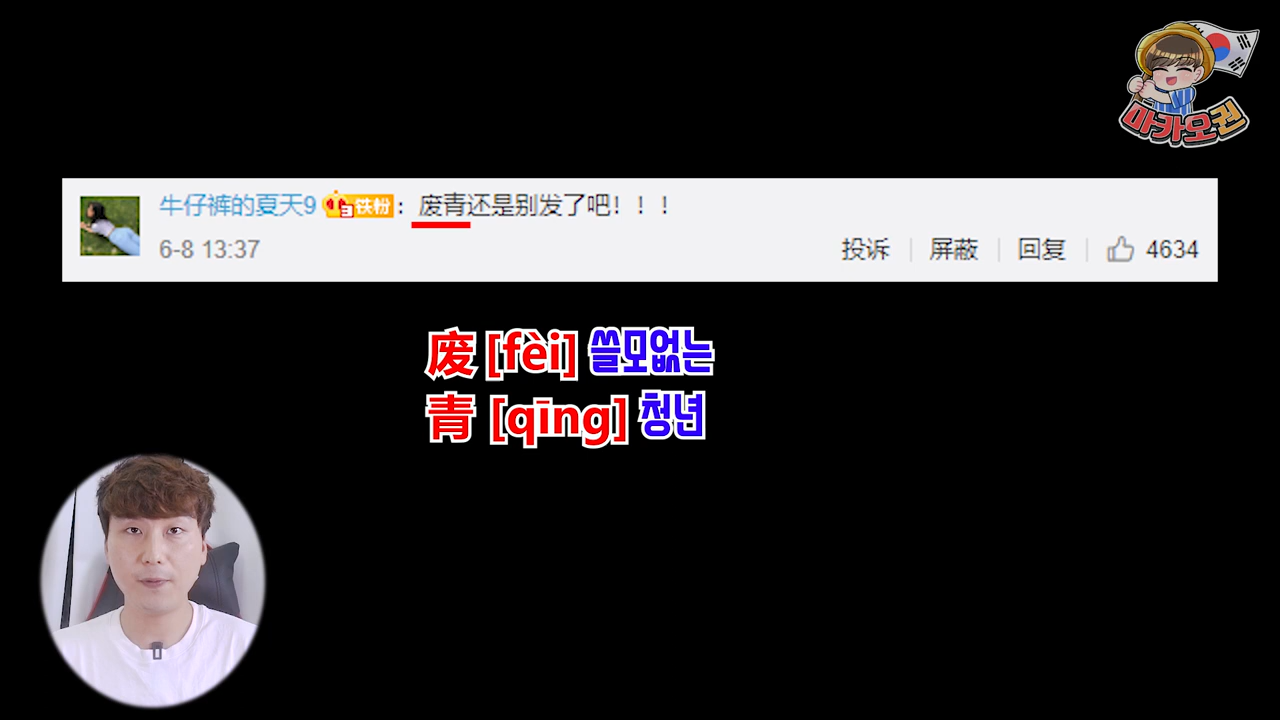 마카오권
牛仔裤的夏天9 铁粉 : 废青还是别发了吧！！！
6-8 13:37
投诉 | 屏蔽 | 回复 | 4634
废 [fèi] 쓸모없는
青 [qīng] 청년